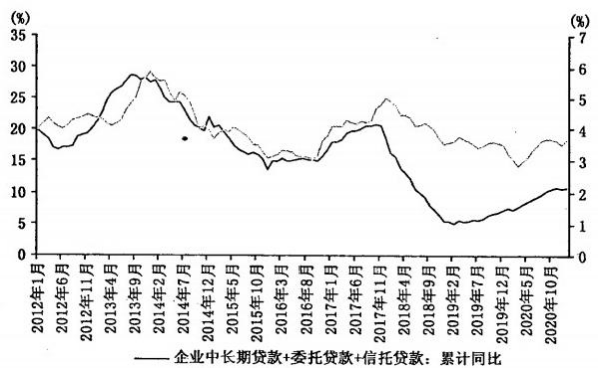 (%)
35
30
25
20
15
10
5
0
(%)
7
6
5
4
3
2
1
0
2012年1月
2012年6月
2012年11月
2013年4月
2013年9月
2014年2月
2014年7月
2014年12月
2015年5月
2015年10月
2016年3月
2016年8月
2017年1月
2017年6月
2017年11月
2018年4月
2018年9月
2019年2月
2019年7月
2019年12月
2020年5月
2020年10月
企业中长期贷款+委托贷款+信托贷款：累计同比